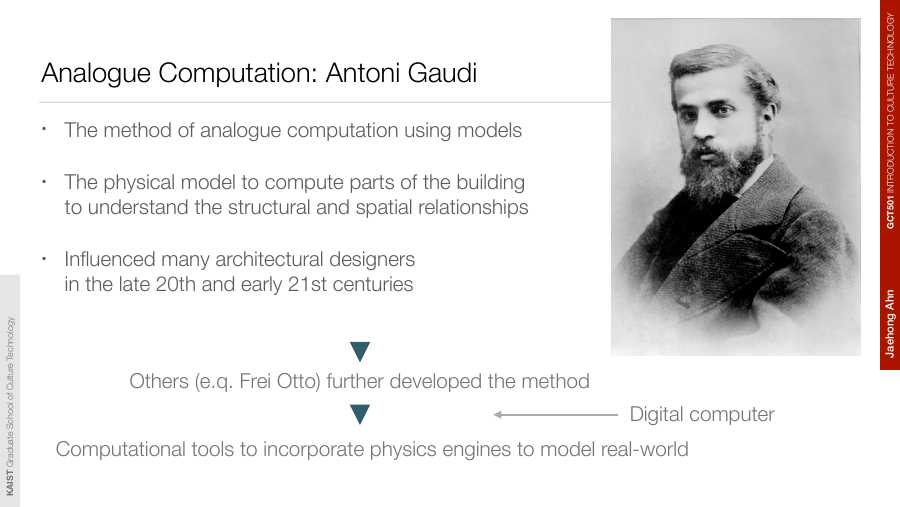 Analogue Computation: Antoni Gaudi
• The method of analogue computation using models
• The physical model to compute parts of the building
to understand the structural and spatial relationships
• Influenced many architectural designers
in the late 20th and early 21st centuries
Others (e.q. Frei Otto) further developed the method
Digital computer
Computational tools to incorporate physics engines to model real-world
KAIST Graduate School of Culture Technology
GCT501 INTRODUCTION TO CULTURE TECHNOLOGY
Jaehong Ahn